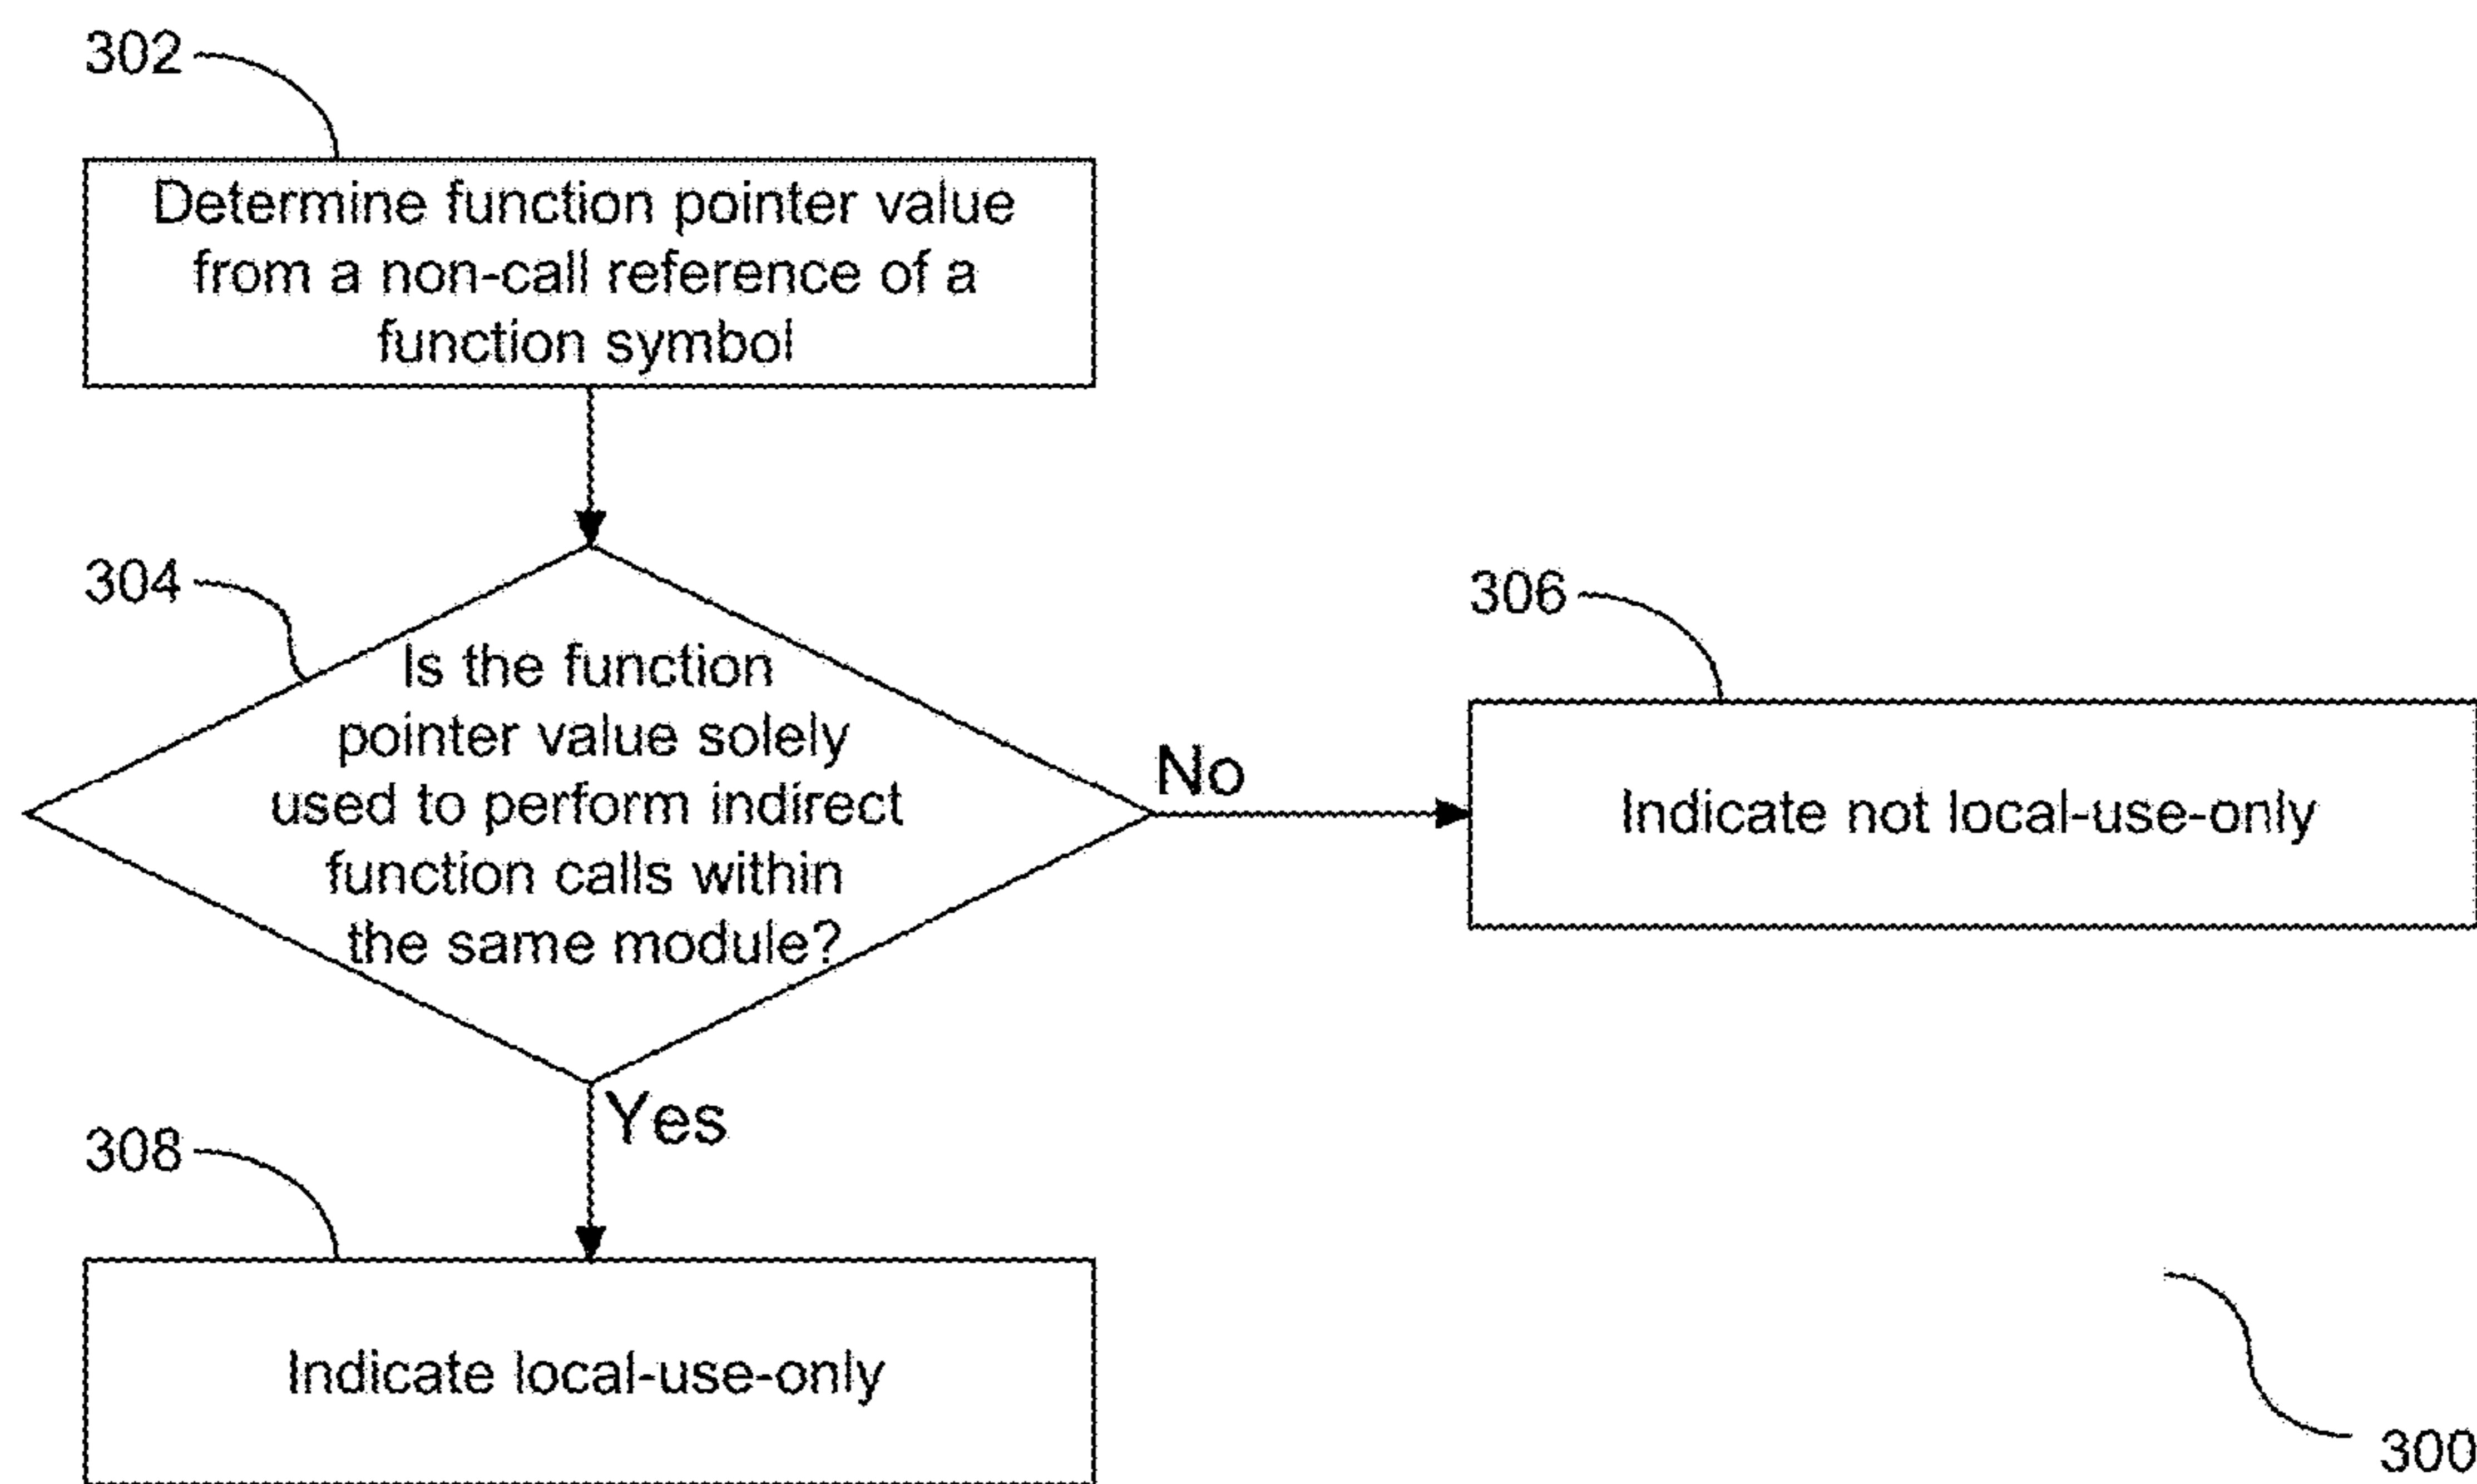 302
Determine function pointer value
from a non-call reference of a
function symbol
304
Is the function
pointer value solely
used to perform indirect
function calls within
the same module?
No
306
Indicate not local-use-only
Yes
308
Indicate local-use-only
300